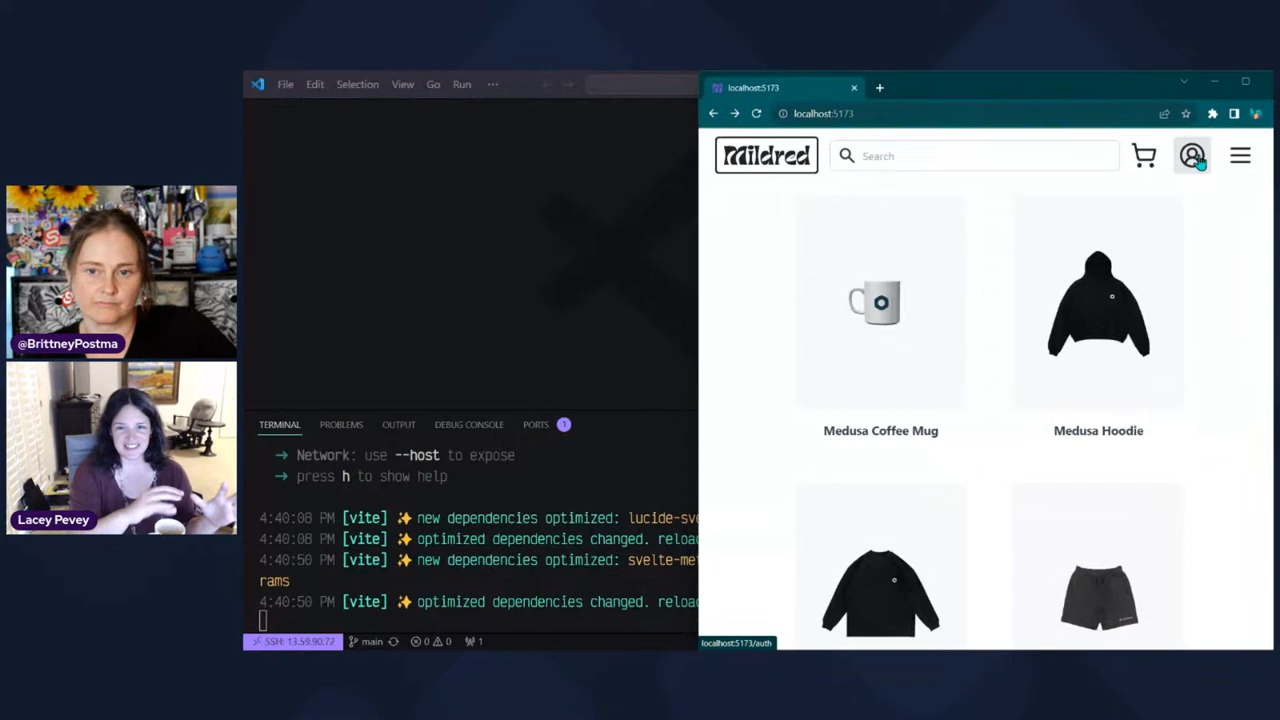 File Edit Selection View Go Run ...
localhost:5173
localhost:5173
Mildred
Search
Medusa Coffee Mug
Medusa Hoodie
@BrittneyPostma
Lacey Pevey
TERMINAL PROBLEMS OUTPUT DEBUG CONSOLE PORTS 1
→ Network: use --host to expose
→ press h to show help
4:40:08 PM [vite] ✨ new dependencies optimized: lucide-sve
4:40:08 PM [vite] ✨ optimized dependencies changed. reload
4:40:50 PM [vite] ✨ new dependencies optimized: svelte-met
rams
4:40:50 PM [vite] ✨ optimized dependencies changed. reload
SSH: 13.59.90.72 main 0 0 1
localhost:5173/auth